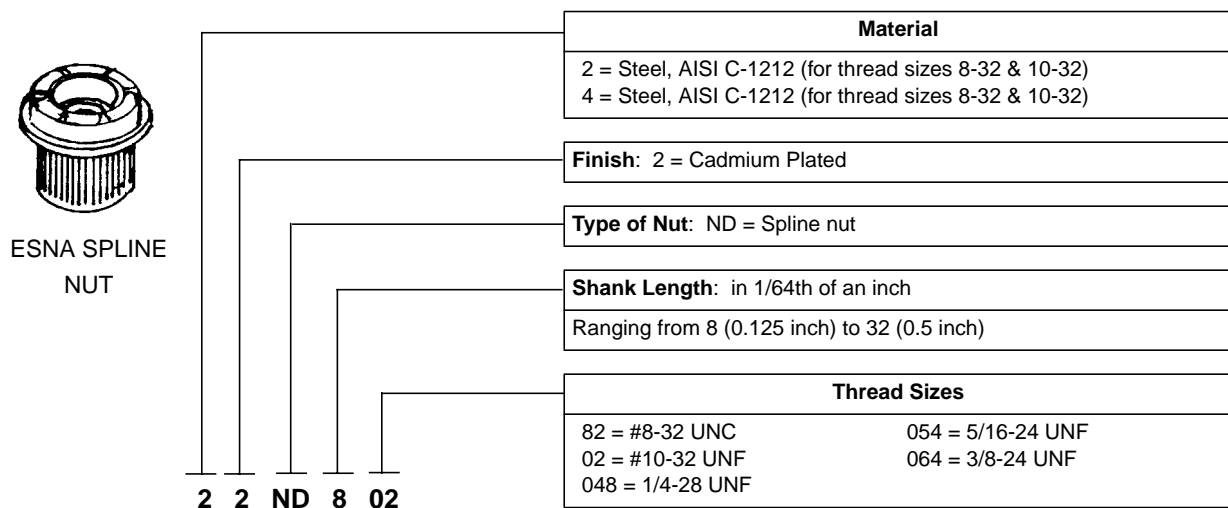 Material
2 = Steel, AISI C-1212 (for thread sizes 8-32 & 10-32)
4 = Steel, AISI C-1212 (for thread sizes 8-32 & 10-32)
Finish: 2 = Cadmium Plated
Type of Nut: ND = Spline nut
ESNA SPLINE
NUT
Shank Length: in 1/64th of an inch
Ranging from 8 (0.125 inch) to 32 (0.5 inch)
Thread Sizes
82 = #8-32 UNC 054 = 5/16-24 UNF
02 = #10-32 UNF 064 = 3/8-24 UNF
048 = 1/4-28 UNF
2 2 ND 8 02